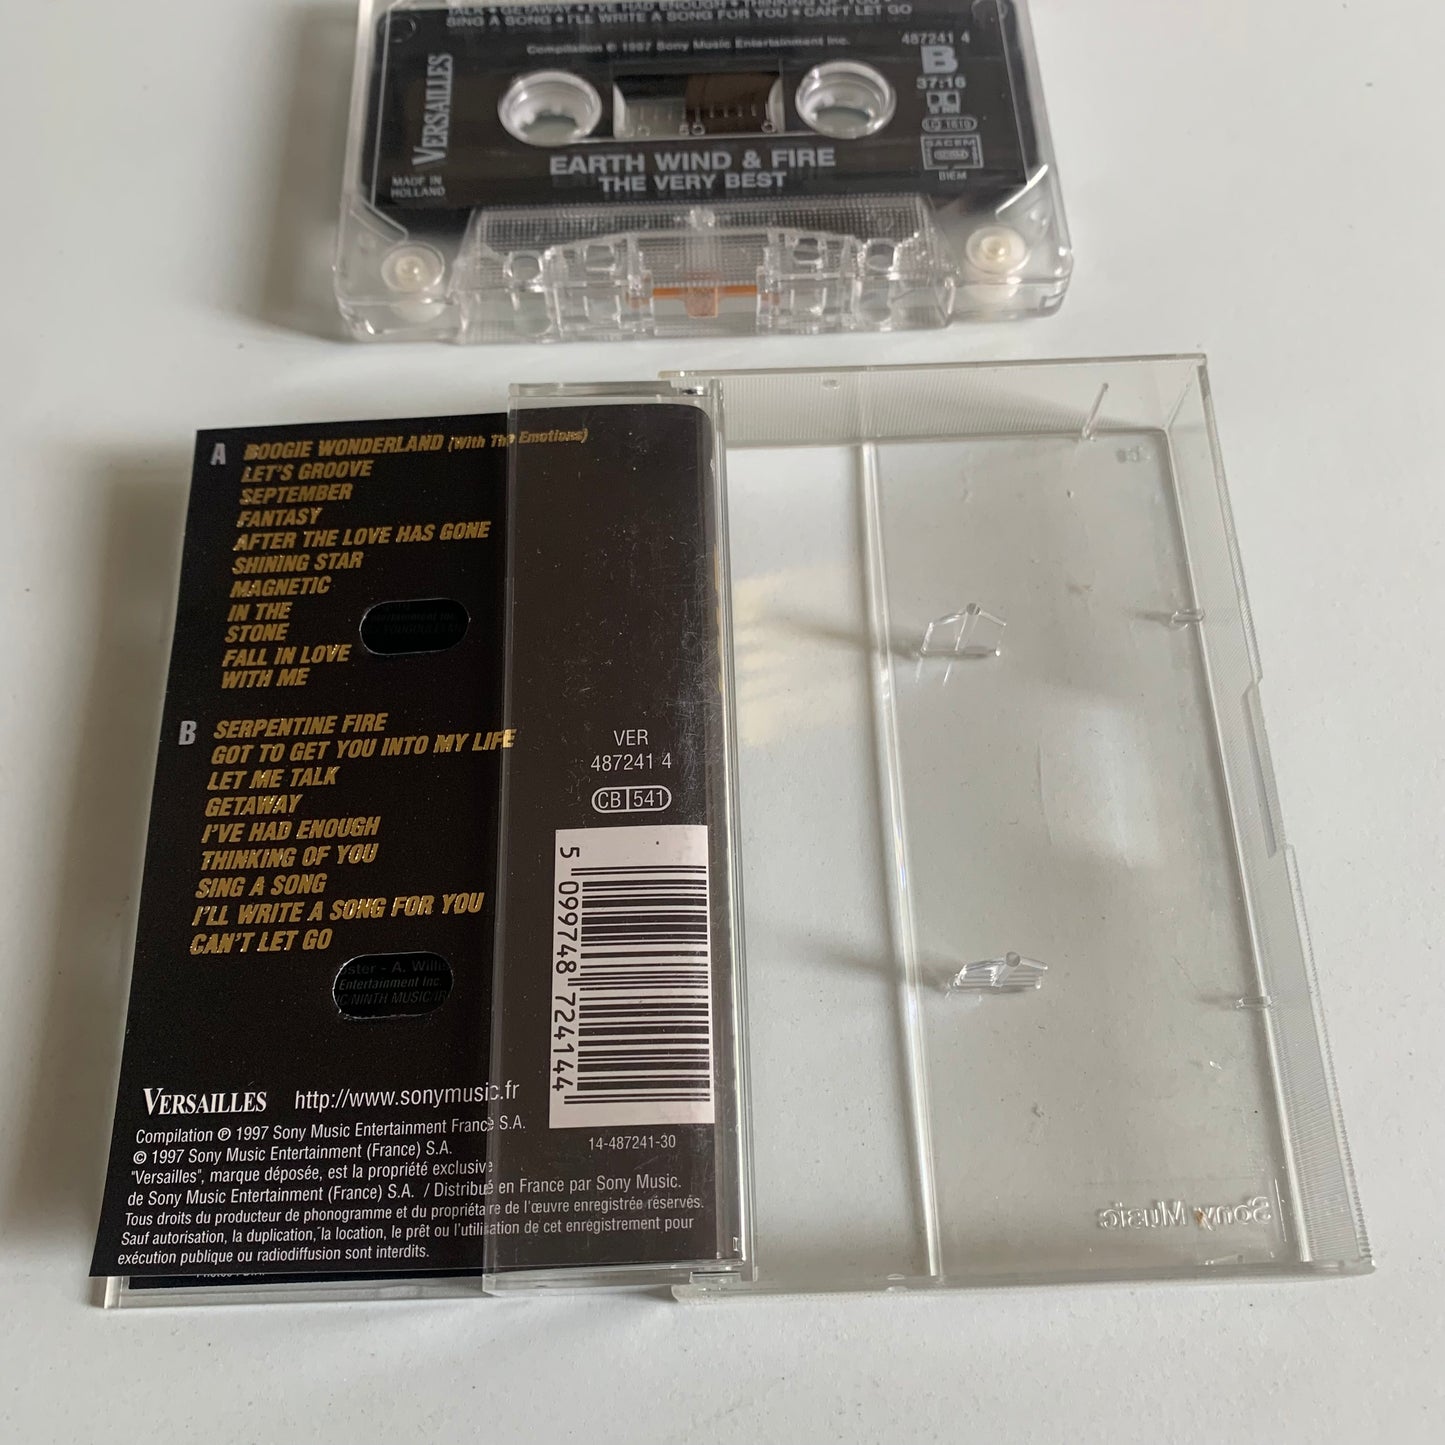 TALK • GETAWAY • I'VE HAD ENOUGH • THINKING OF YOU •
SING A SONG • I'LL WRITE A SONG FOR YOU • CAN'T LET GO
Compilation ℗ 1997 Sony Music Entertainment Inc.
487241 4
B
37:16
VERSAILLES
SACEM
BIEM
MADE IN
HOLLAND
EARTH WIND & FIRE
THE VERY BEST
A
BOOGIE WONDERLAND (With The Emotions)
LET'S GROOVE
SEPTEMBER
FANTASY
AFTER THE LOVE HAS GONE
SHINING STAR
MAGNETIC
IN THE
STONE
FALL IN LOVE
WITH ME
B
SERPENTINE FIRE
GOT TO GET YOU INTO MY LIFE
LET ME TALK
GETAWAY
I'VE HAD ENOUGH
THINKING OF YOU
SING A SONG
I'LL WRITE A SONG FOR YOU
CAN'T LET GO
A. Willi
Entertainment Inc.
NINTH MUSIC
VER
487241 4
CB 541
5 099748 724144
14-487241-30
VERSAILLES http://www.sonymusic.fr
Compilation ℗ 1997 Sony Music Entertainment France S.A.
© 1997 Sony Music Entertainment (France) S.A.
"Versailles", marque déposée, est la propriété exclusive
de Sony Music Entertainment (France) S.A. / Distribué en France par Sony Music.
Tous droits du producteur de phonogramme et du propriétaire de l'œuvre enregistrée réservés.
Sauf autorisation, la duplication, la location, le prêt ou l'utilisation de cet enregistrement pour
exécution publique ou radiodiffusion sont interdits.
Sony Music